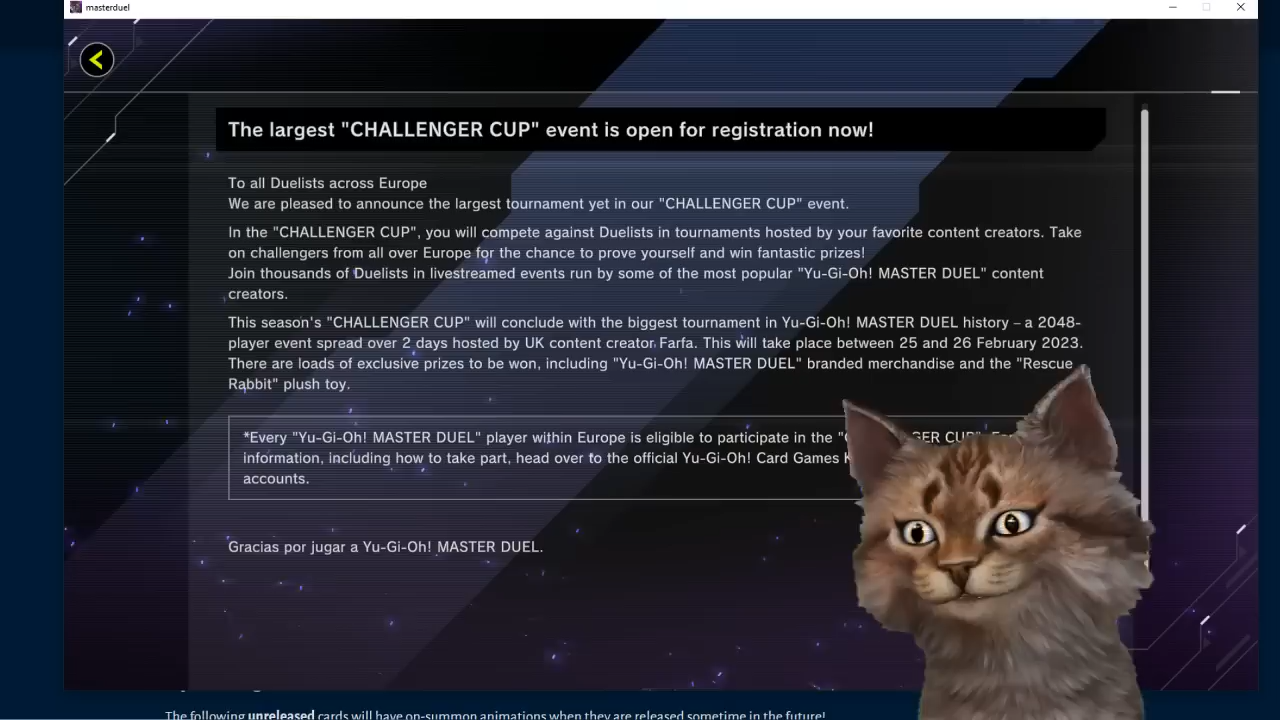 masterduel
The largest "CHALLENGER CUP" event is open for registration now!
To all Duelists across Europe
We are pleased to announce the largest tournament yet in our "CHALLENGER CUP" event.
In the "CHALLENGER CUP", you will compete against Duelists in tournaments hosted by your favorite content creators. Take
on challengers from all over Europe for the chance to prove yourself and win fantastic prizes!
Join thousands of Duelists in livestreamed events run by some of the most popular "Yu-Gi-Oh! MASTER DUEL" content
creators.
This season's "CHALLENGER CUP" will conclude with the biggest tournament in Yu-Gi-Oh! MASTER DUEL history – a 2048-
player event spread over 2 days hosted by UK content creator Farfa. This will take place between 25 and 26 February 2023.
There are loads of exclusive prizes to be won, including "Yu-Gi-Oh! MASTER DUEL" branded merchandise and the "Rescue
Rabbit" plush toy.
*Every "Yu-Gi-Oh! MASTER DUEL" player within Europe is eligible to participate in the CUP".
information, including how to take part, head over to the official Yu-Gi-Oh! Card Games
accounts.
Gracias por jugar a Yu-Gi-Oh! MASTER DUEL.
The following unreleased cards will have on-summon animations when they are released sometime in the future!